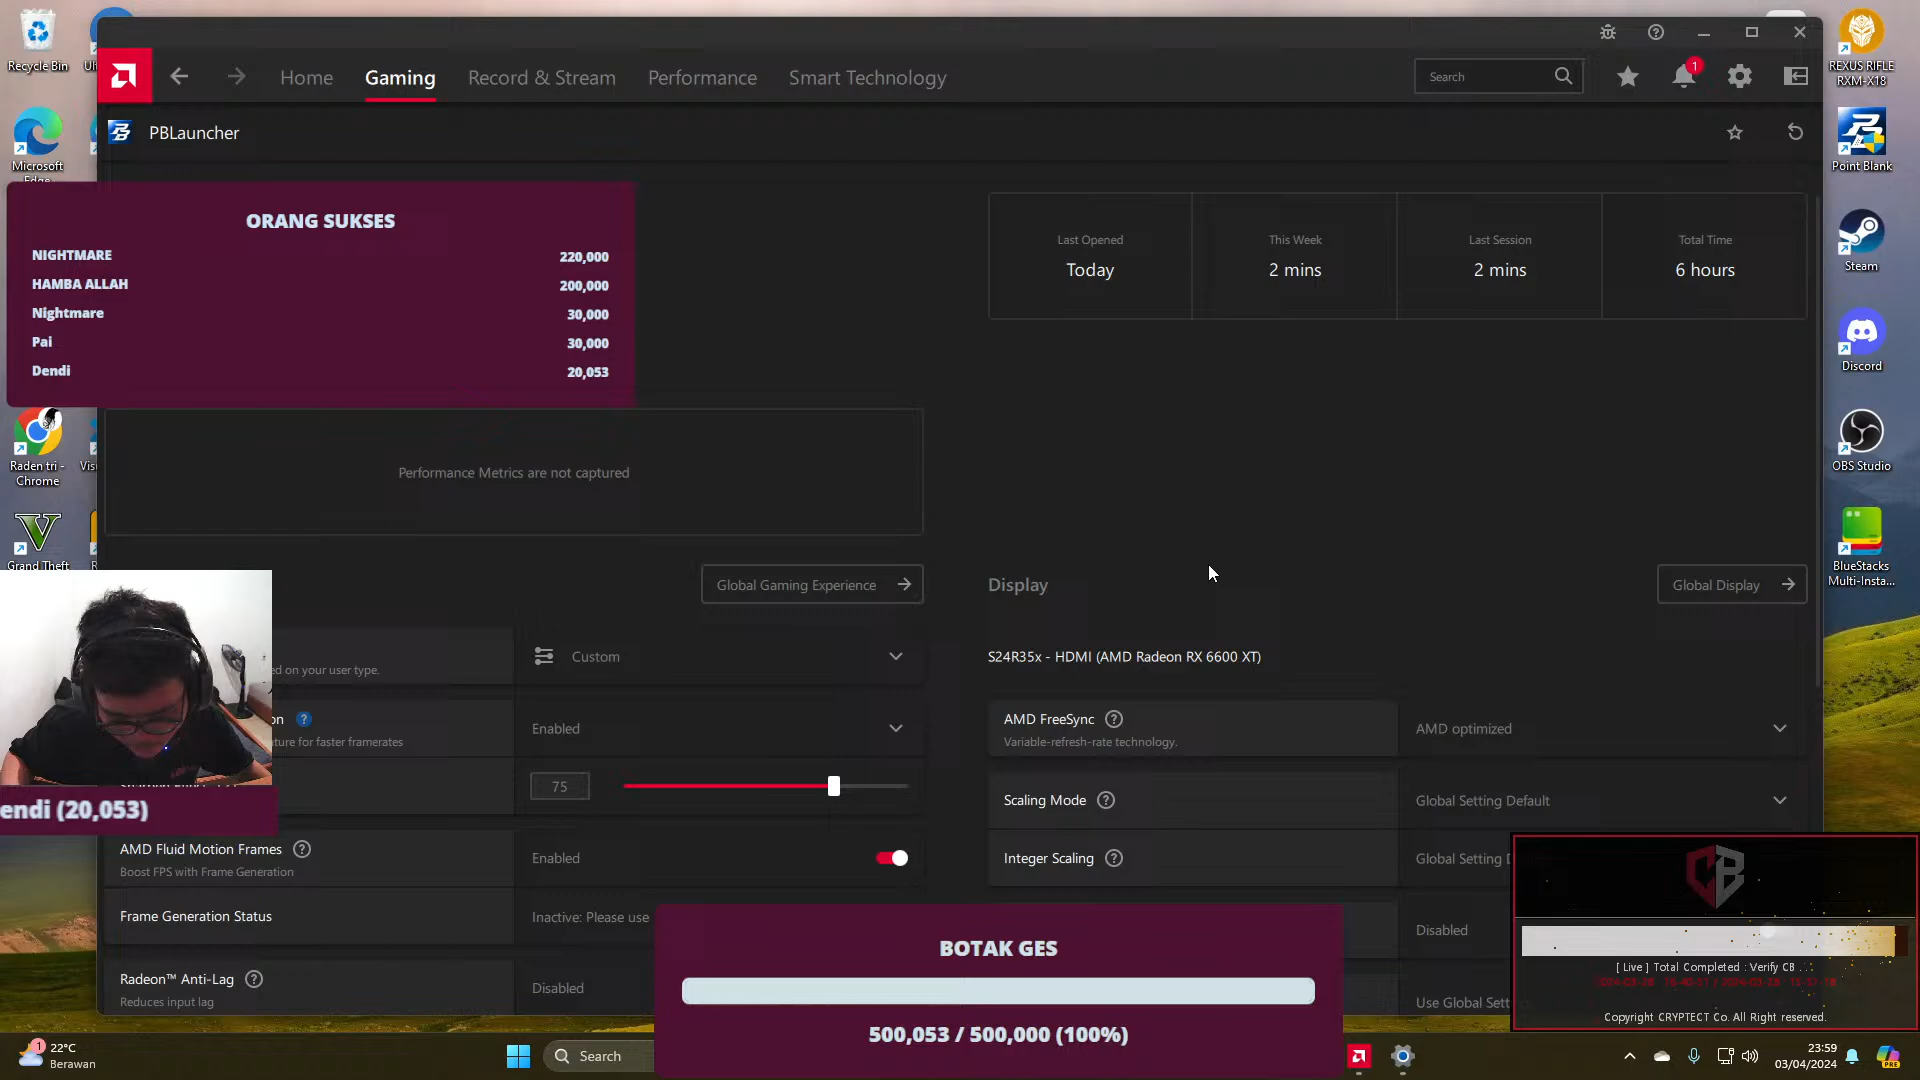 Recycle Bin
Home
Gaming
Record & Stream
Performance
Smart Technology
Search
1
REXUS RIFLE
RXM-X18
Microsoft
Edge
PBLauncher
Point Blank
ORANG SUKSES
NIGHTMARE 220,000
HAMBA ALLAH 200,000
Nightmare 30,000
Pai 30,000
Dendi 20,053
Last Opened
Today
This Week
2 mins
Last Session
2 mins
Total Time
6 hours
Steam
Discord
Raden tri -
Chrome
Performance Metrics are not captured
OBS Studio
Grand Theft
Global Gaming Experience
Display
Global Display
BlueStacks
Multi-Insta...
ed on your user type.
Custom
S24R35x - HDMI (AMD Radeon RX 6600 XT)
on
ature for faster framerates
Enabled
AMD FreeSync
Variable-refresh-rate technology.
AMD optimized
75
Scaling Mode
Global Setting Default
endi (20,053)
AMD Fluid Motion Frames
Boost FPS with Frame Generation
Enabled
Integer Scaling
Global Setting
Frame Generation Status
Inactive: Please use
Disabled
Radeon™ Anti-Lag
Reduces input lag
Disabled
Use Global Sett
BOTAK GES
500,053 / 500,000 (100%)
CB
[ Live ] Total Completed : Verify CB . . .
Copyright CRYPTECT Co. All Right reserved.
1
22°C
Berawan
Search
23:59
03/04/2024
PRE